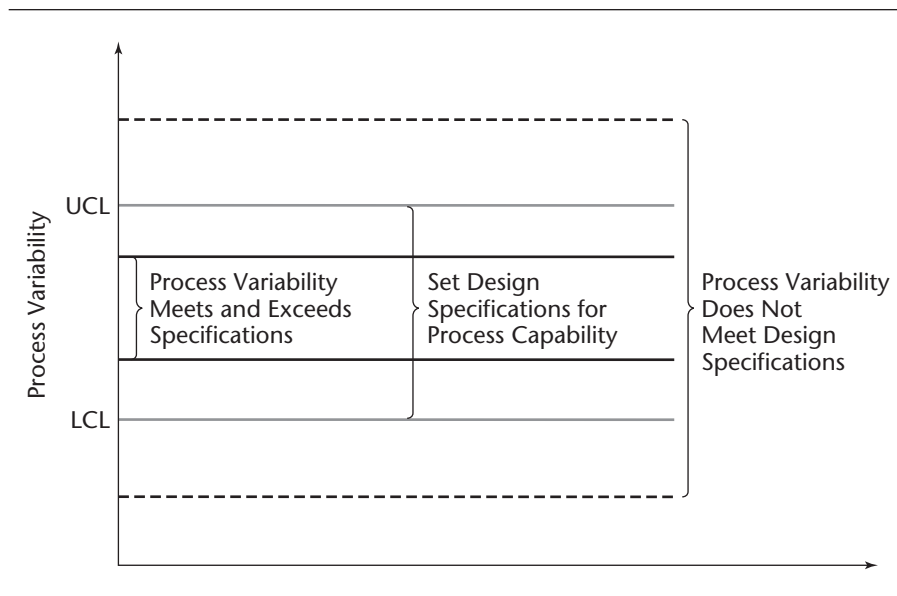 UCL
LCL
Process Variability
Process Variability
Meets and Exceeds
Specifications
Set Design
Specifications for
Process Capability
Process Variability
Does Not
Meet Design
Specifications